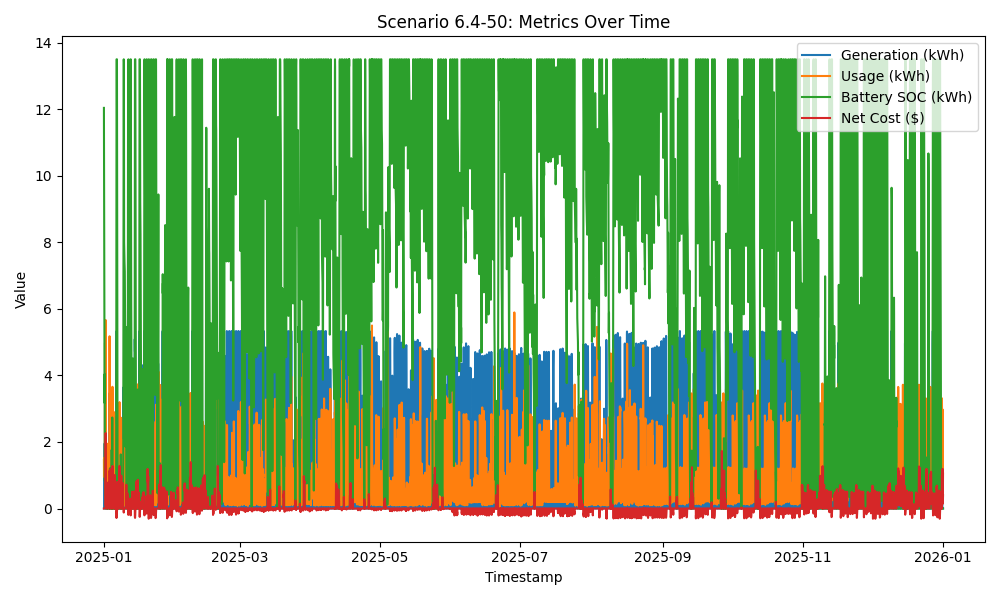 Scenario 6.4-50: Metrics Over Time
Generation (kWh)
Usage (kWh)
Battery SOC (kWh)
Net Cost ($)
Value
14
12
10
8
6
4
2
0
2025-01
2025-03
2025-05
2025-07
2025-09
2025-11
2026-01
Timestamp